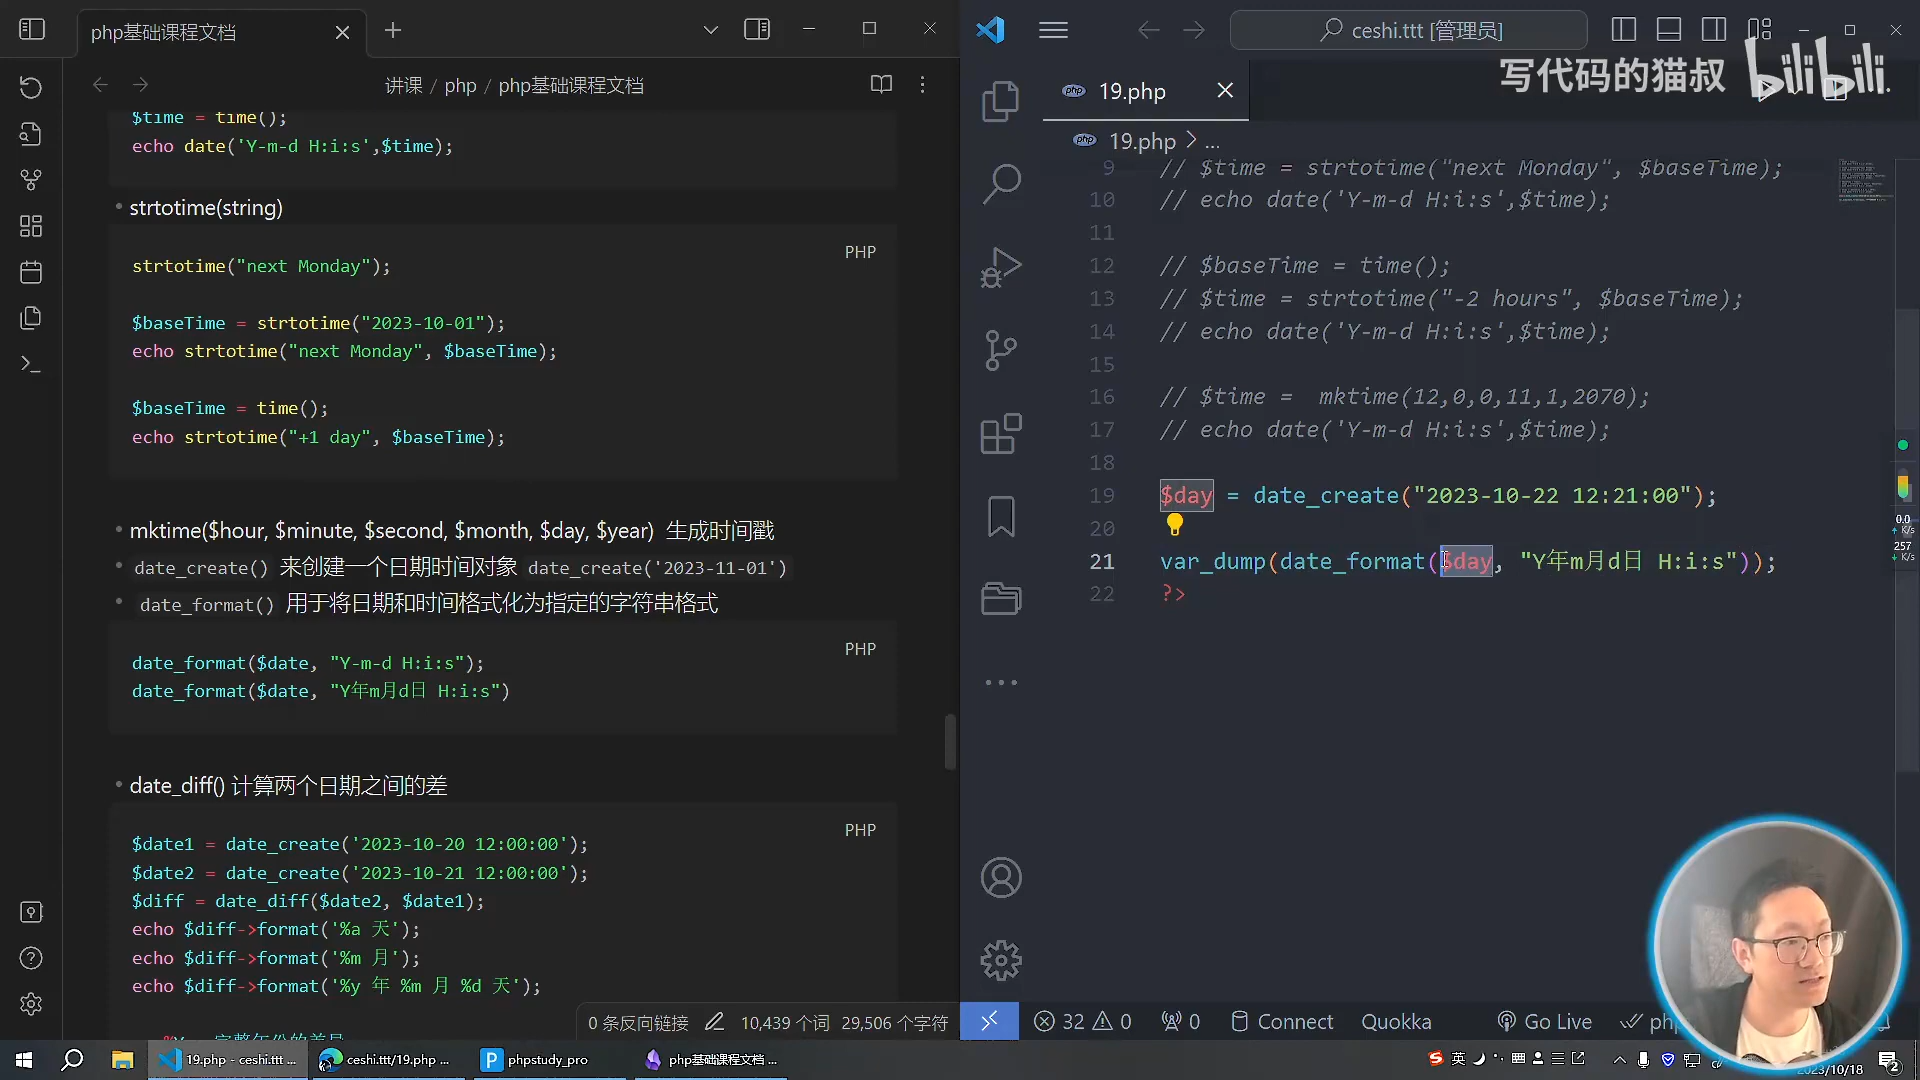 php基础课程文档
讲课 / php / php基础课程文档
$time = time();
echo date('Y-m-d H:i:s',$time);
strtotime(string)
PHP
strtotime("next Monday");
$baseTime = strtotime("2023-10-01");
echo strtotime("next Monday", $baseTime);
$baseTime = time();
echo strtotime("+1 day", $baseTime);
mktime($hour, $minute, $second, $month, $day, $year) 生成时间戳
date_create() 来创建一个日期时间对象 date_create('2023-11-01')
date_format() 用于将日期和时间格式化为指定的字符串格式
PHP
date_format($date, "Y-m-d H:i:s");
date_format($date, "Y年m月d日 H:i:s")
date_diff() 计算两个日期之间的差
PHP
$date1 = date_create('2023-10-20 12:00:00');
$date2 = date_create('2023-10-21 12:00:00');
$diff = date_diff($date2, $date1);
echo $diff->format('%a 天');
echo $diff->format('%m 月');
echo $diff->format('%y 年 %m 月 %d 天');
0 条反向链接 10,439 个词 29,506 个字符
ceshi.ttt [管理员]
写代码的猫叔 bilibili
php 19.php
php 19.php > ...
9 // $time = strtotime("next Monday", $baseTime);
10 // echo date('Y-m-d H:i:s',$time);
11
12 // $baseTime = time();
13 // $time = strtotime("-2 hours", $baseTime);
14 // echo date('Y-m-d H:i:s',$time);
15
16 // $time =  mktime(12,0,0,11,1,2070);
17 // echo date('Y-m-d H:i:s',$time);
18
19 $day = date_create("2023-10-22 12:21:00");
20
21 var_dump(date_format($day, "Y年m月d日 H:i:s"));
22 ?>
0.0
K/s
257
K/s
32 0 0 Connect Quokka Go Live
19.php - ceshi.ttt ...
ceshi.ttt/19.php ...
phpstudy_pro
php基础课程文档 ...
英
2023/10/18
2